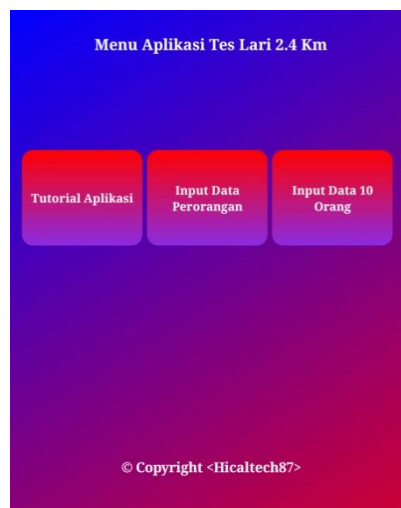 Menu Aplikasi Tes Lari 2.4 Km
Tutorial Aplikasi
Input Data
Perorangan
Input Data 10
Orang
© Copyright <Hicaltech87>